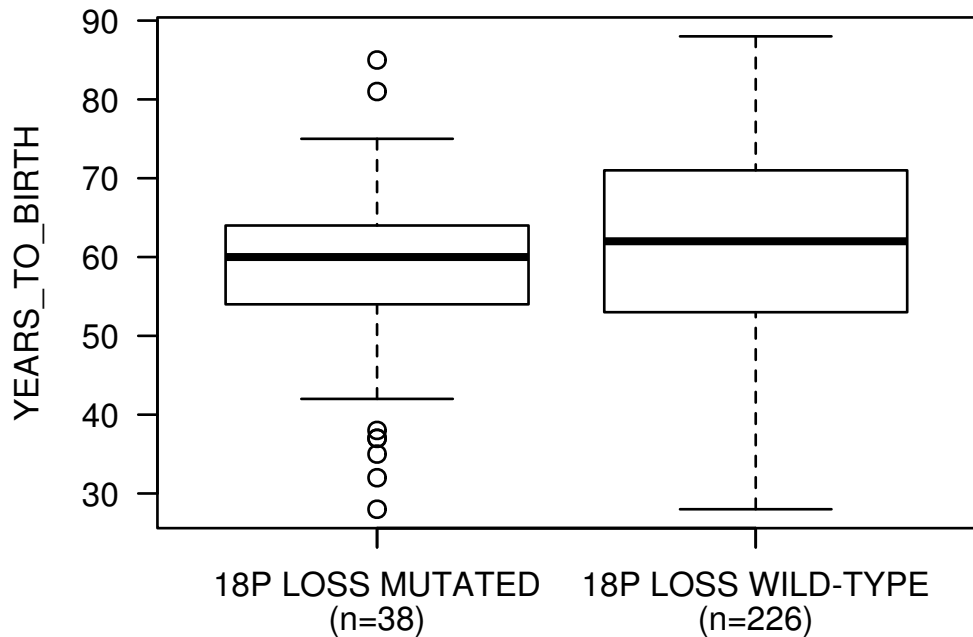 YEARS_TO_BIRTH
90
80
70
60
50
40
30
18P LOSS MUTATED
(n=38)
18P LOSS WILD-TYPE
(n=226)